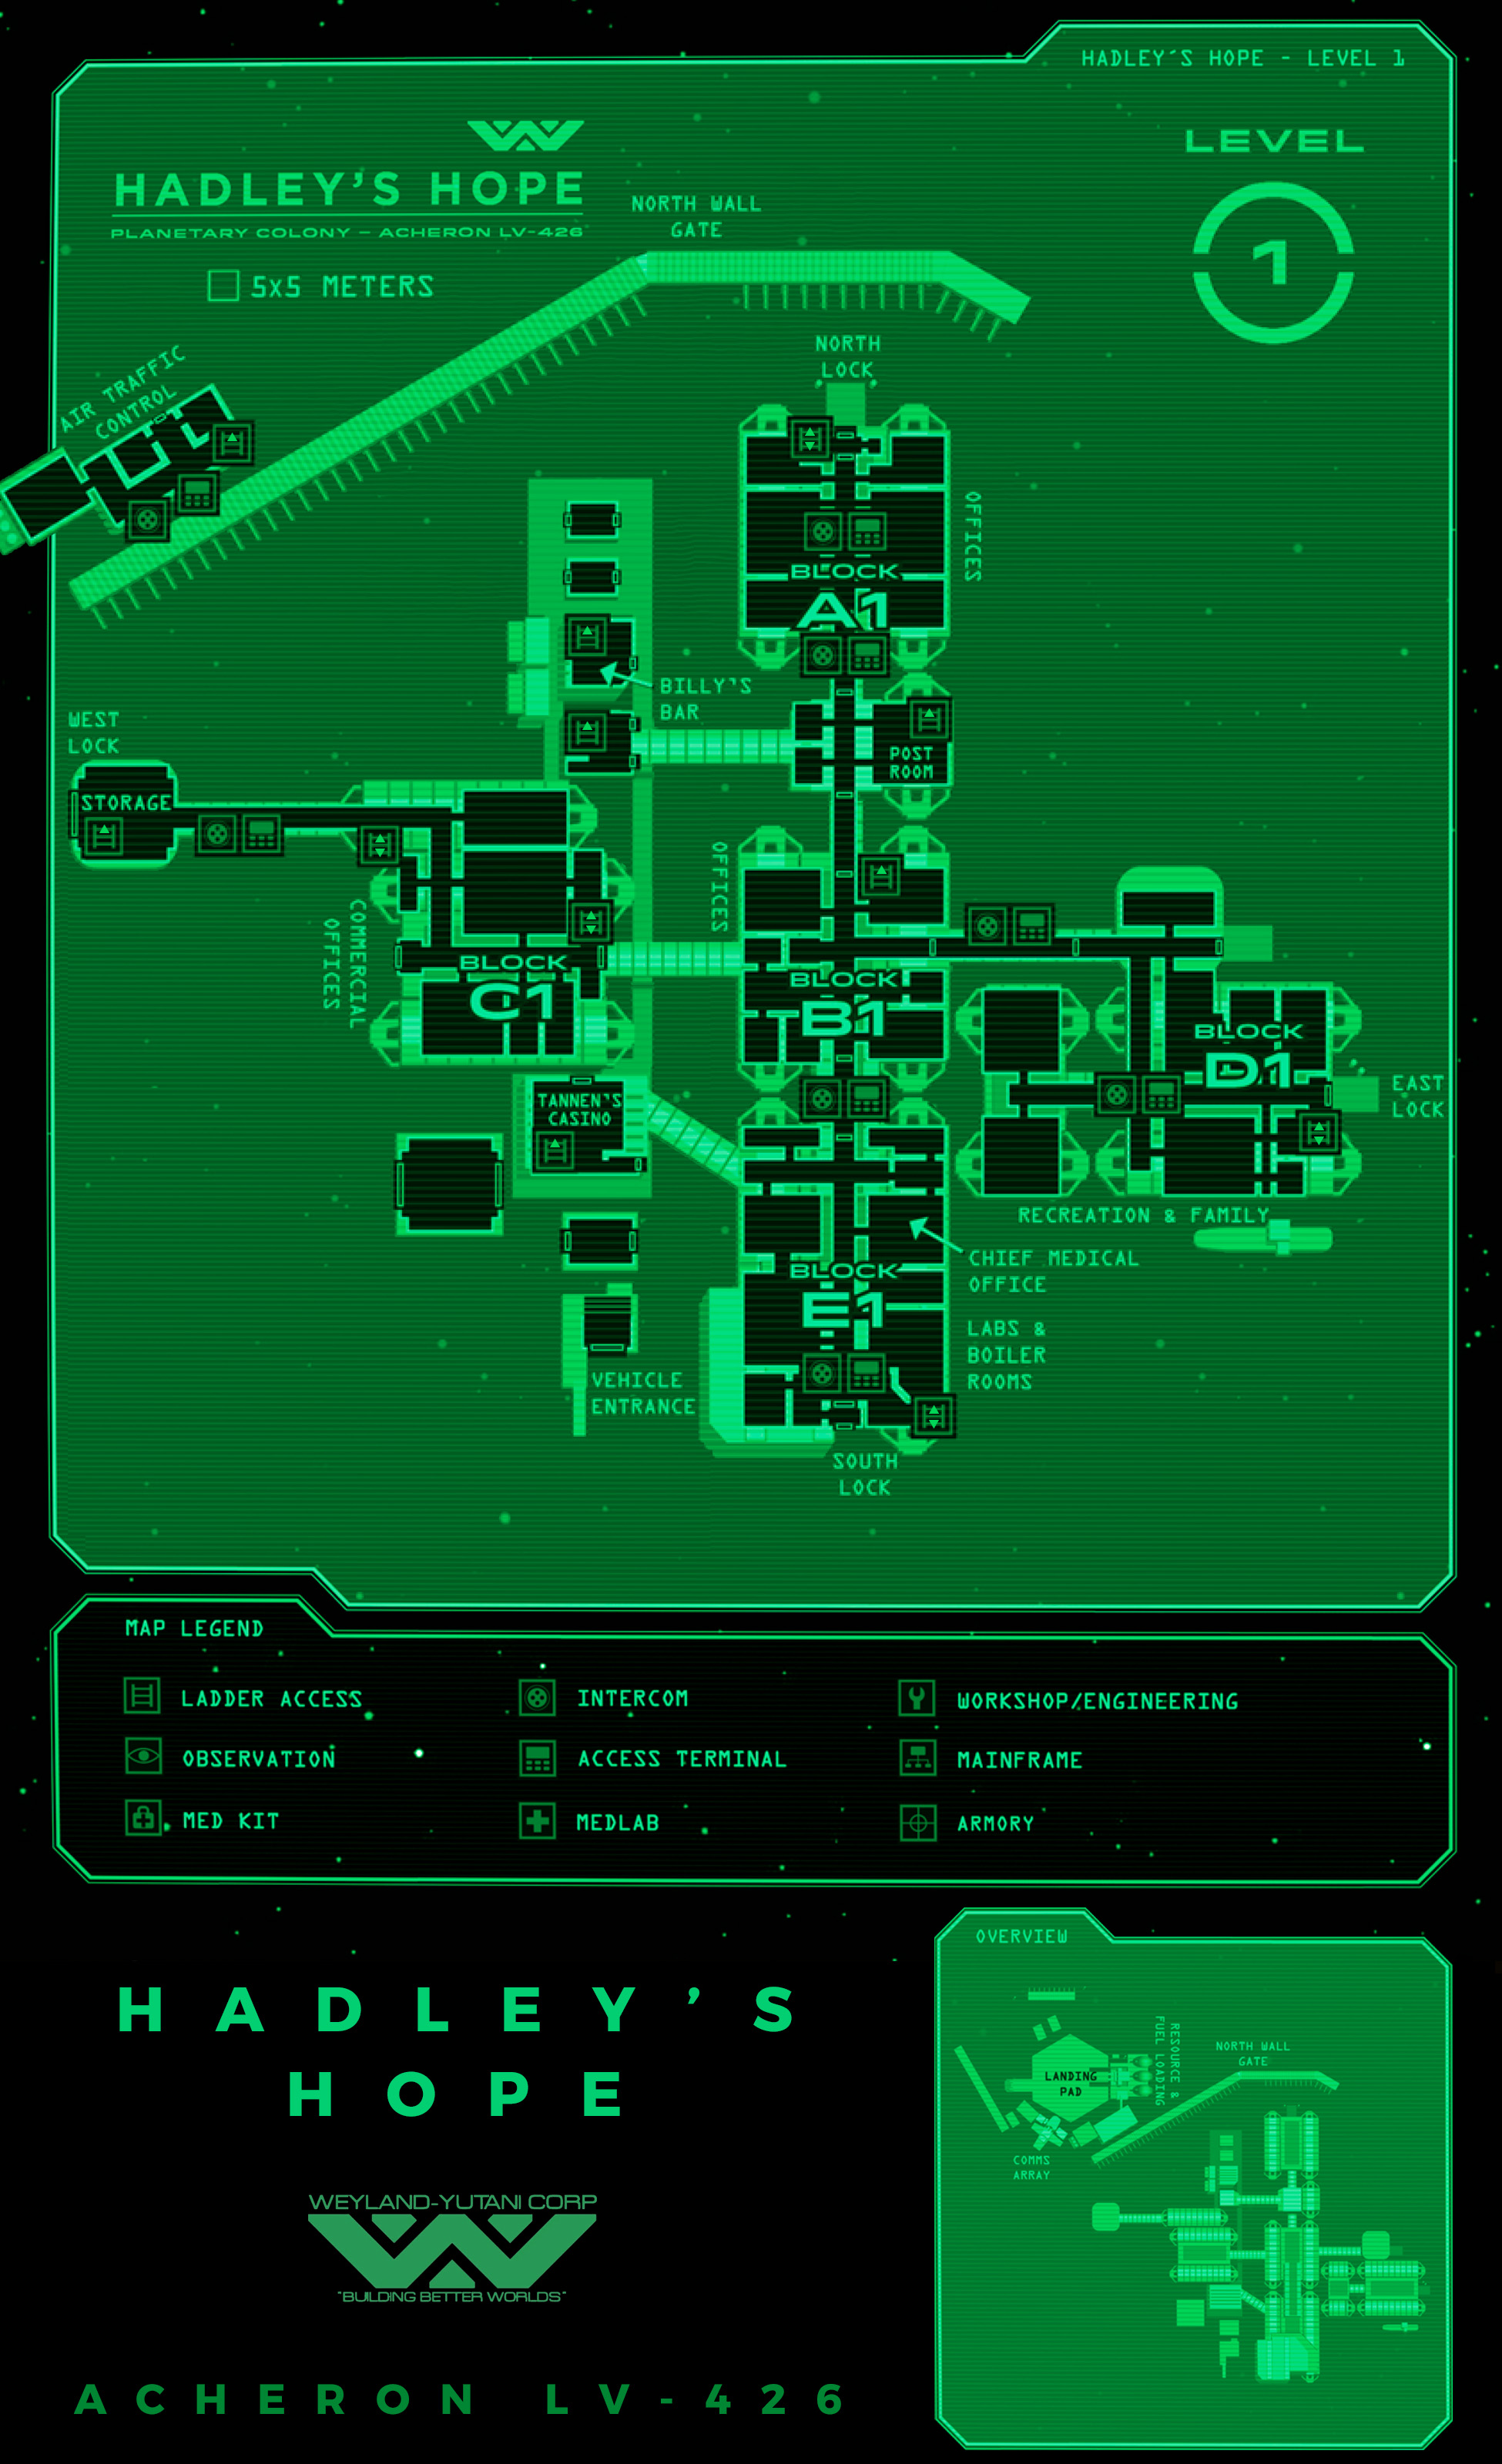 HADLEY'S HOPE - LEVEL 1
LEVEL
1
HADLEY'S HOPE
PLANETARY COLONY – ACHERON LV-426
5x5 METERS
NORTH WALL
GATE
AIR TRAFFIC
CONTROL
NORTH
LOCK
OFFICES
BLOCK
A1
BILLY'S
BAR
POST
ROOM
WEST
LOCK
STORAGE
OFFICES
COMMERCIAL
OFFICES
BLOCK
C1
BLOCK
B1
BLOCK
D1
EAST
LOCK
TANNEN'S
CASINO
RECREATION & FAMILY
CHIEF MEDICAL
OFFICE
BLOCK
E1
LABS &
BOILER
ROOMS
VEHICLE
ENTRANCE
SOUTH
LOCK
MAP LEGEND
LADDER ACCESS
INTERCOM
WORKSHOP/ENGINEERING
OBSERVATION
ACCESS TERMINAL
MAINFRAME
MED KIT
MEDLAB
ARMORY
HADLEY'S
HOPE
WEYLAND-YUTANI CORP
"BUILDING BETTER WORLDS"
ACHERON LV-426
OVERVIEW
RESOURCE &
FUEL LOADING
NORTH WALL
GATE
LANDING
PAD
COMMS
ARRAY